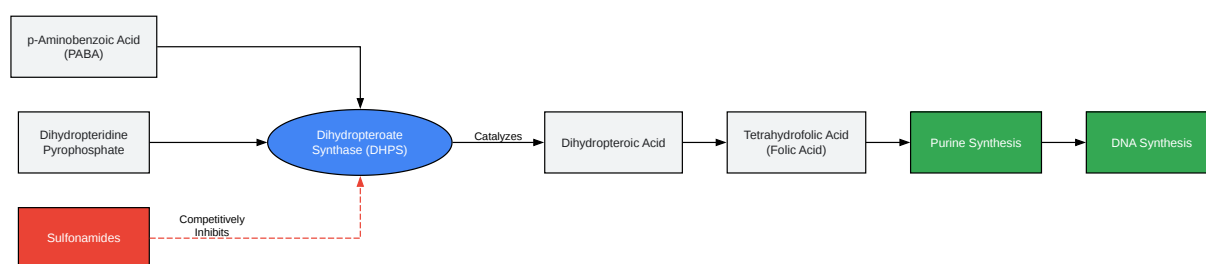 p-Aminobenzoic Acid
(PABA)
Dihydropteridine
Pyrophosphate
Dihydropteroate
Synthase (DHPS)
Catalyzes
Dihydropteroic Acid
Tetrahydrofolic Acid
(Folic Acid)
Purine Synthesis
DNA Synthesis
Sulfonamides
Competitively
Inhibits